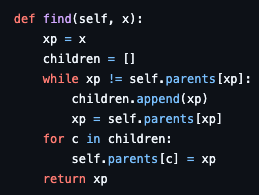 def find(self, x):
    xp = x
    children = []
    while xp != self.parents[xp]:
        children.append(xp)
        xp = self.parents[xp]
    for c in children:
        self.parents[c] = xp
    return xp